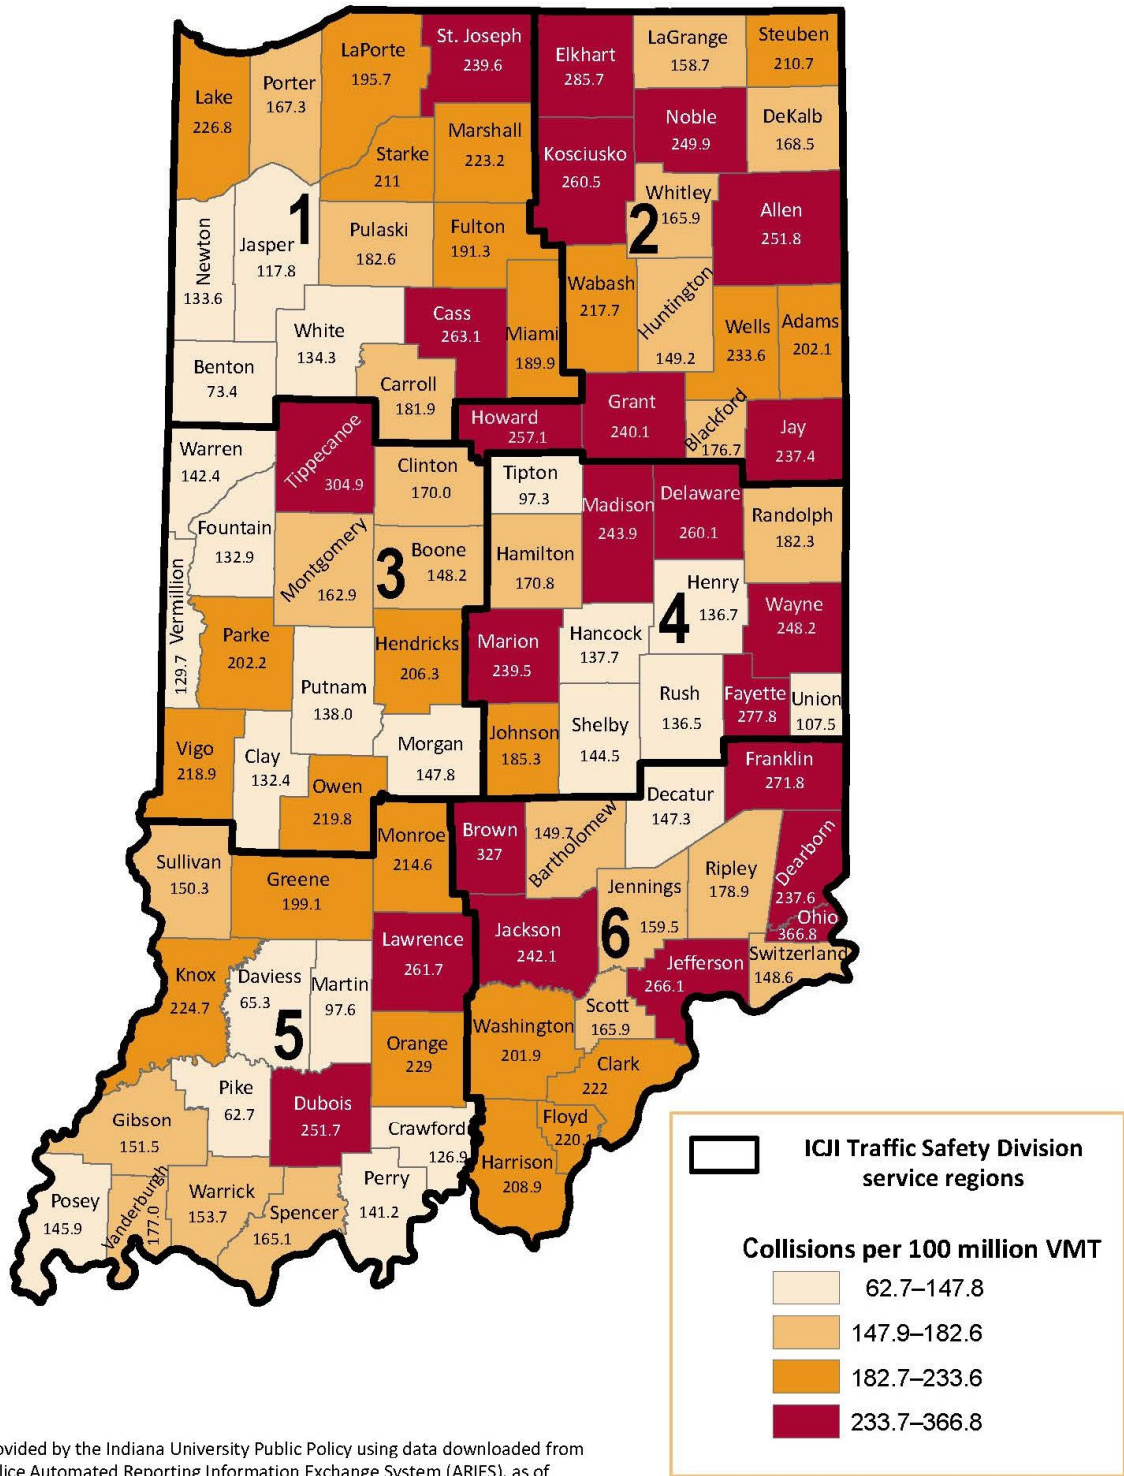 St. Joseph
239.6
LaPorte
195.7
Lake
226.8
Porter
167.3
Elkhart
285.7
LaGrange
158.7
Steuben
210.7
Noble
249.9
DeKalb
168.5
Marshall
223.2
Starke
211
Kosciusko
260.5
Whitley
165.9
Allen
251.8
1
2
Newton
133.6
Jasper
117.8
Pulaski
182.6
Fulton
191.3
Wabash
217.7
Huntington
149.2
Wells
233.6
Adams
202.1
White
134.3
Cass
263.1
Miami
189.9
Benton
73.4
Carroll
181.9
Howard
257.1
Grant
240.1
Blackford
176.7
Jay
237.4
Warren
142.4
Tippecanoe
304.9
Clinton
170.0
Tipton
97.3
Madison
243.9
Delaware
260.1
Randolph
182.3
Fountain
132.9
Montgomery
162.9
3
Boone
148.2
Hamilton
170.8
Henry
136.7
4
Wayne
248.2
Vermillion
129.7
Parke
202.2
Putnam
138.0
Hendricks
206.3
Marion
239.5
Hancock
137.7
Rush
136.5
Fayette
277.8
Union
107.5
Vigo
218.9
Clay
132.4
Owen
219.8
Morgan
147.8
Johnson
185.3
Shelby
144.5
Decatur
147.3
Franklin
271.8
Sullivan
150.3
Greene
199.1
Monroe
214.6
Brown
327
Bartholomew
149.7
Jennings
159.5
6
Ripley
178.9
Dearborn
237.6
Ohio
366.8
Switzerland
148.6
Knox
224.7
Daviess
65.3
5
Martin
97.6
Lawrence
261.7
Jackson
242.1
Jefferson
266.1
Scott
165.9
Washington
201.9
Clark
222
Orange
229
Pike
62.7
Dubois
251.7
Crawford
126.9
Floyd
220.1
Harrison
208.9
Gibson
151.5
Posey
145.9
Vanderburgh
177.0
Warrick
153.7
Spencer
165.1
Perry
141.2
ICJI Traffic Safety Division
service regions
Collisions per 100 million VMT
62.7–147.8
147.9–182.6
182.7–233.6
233.7–366.8
ovided by the Indiana University Public Policy using data downloaded from
lice Automated Reporting Information Exchange System (ARIES), as of